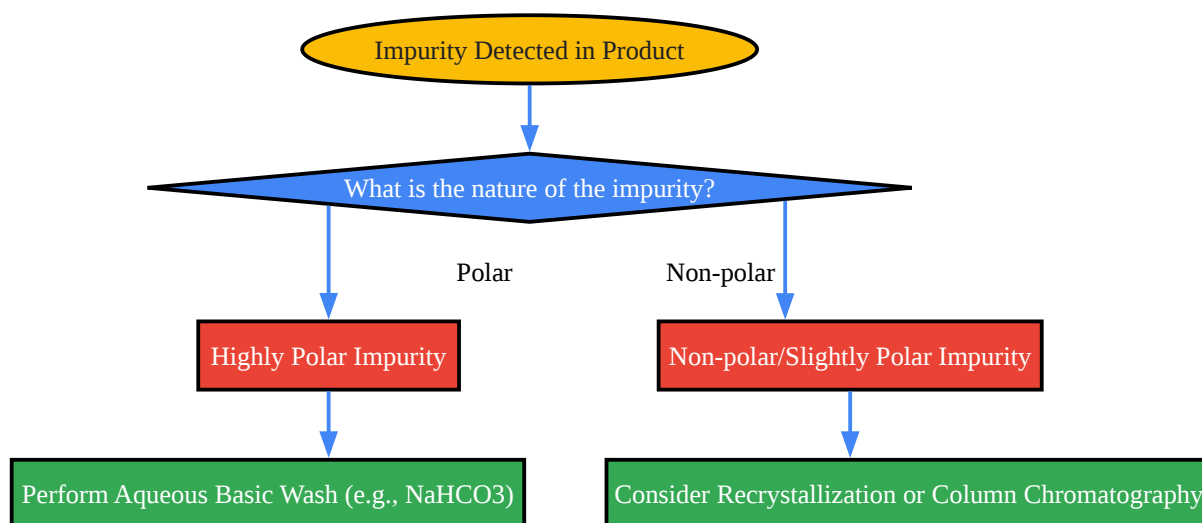 Impurity Detected in Product
What is the nature of the impurity?
Polar
Non-polar
Highly Polar Impurity
Non-polar/Slightly Polar Impurity
Perform Aqueous Basic Wash (e.g., NaHCO3)
Consider Recrystallization or Column Chromatography